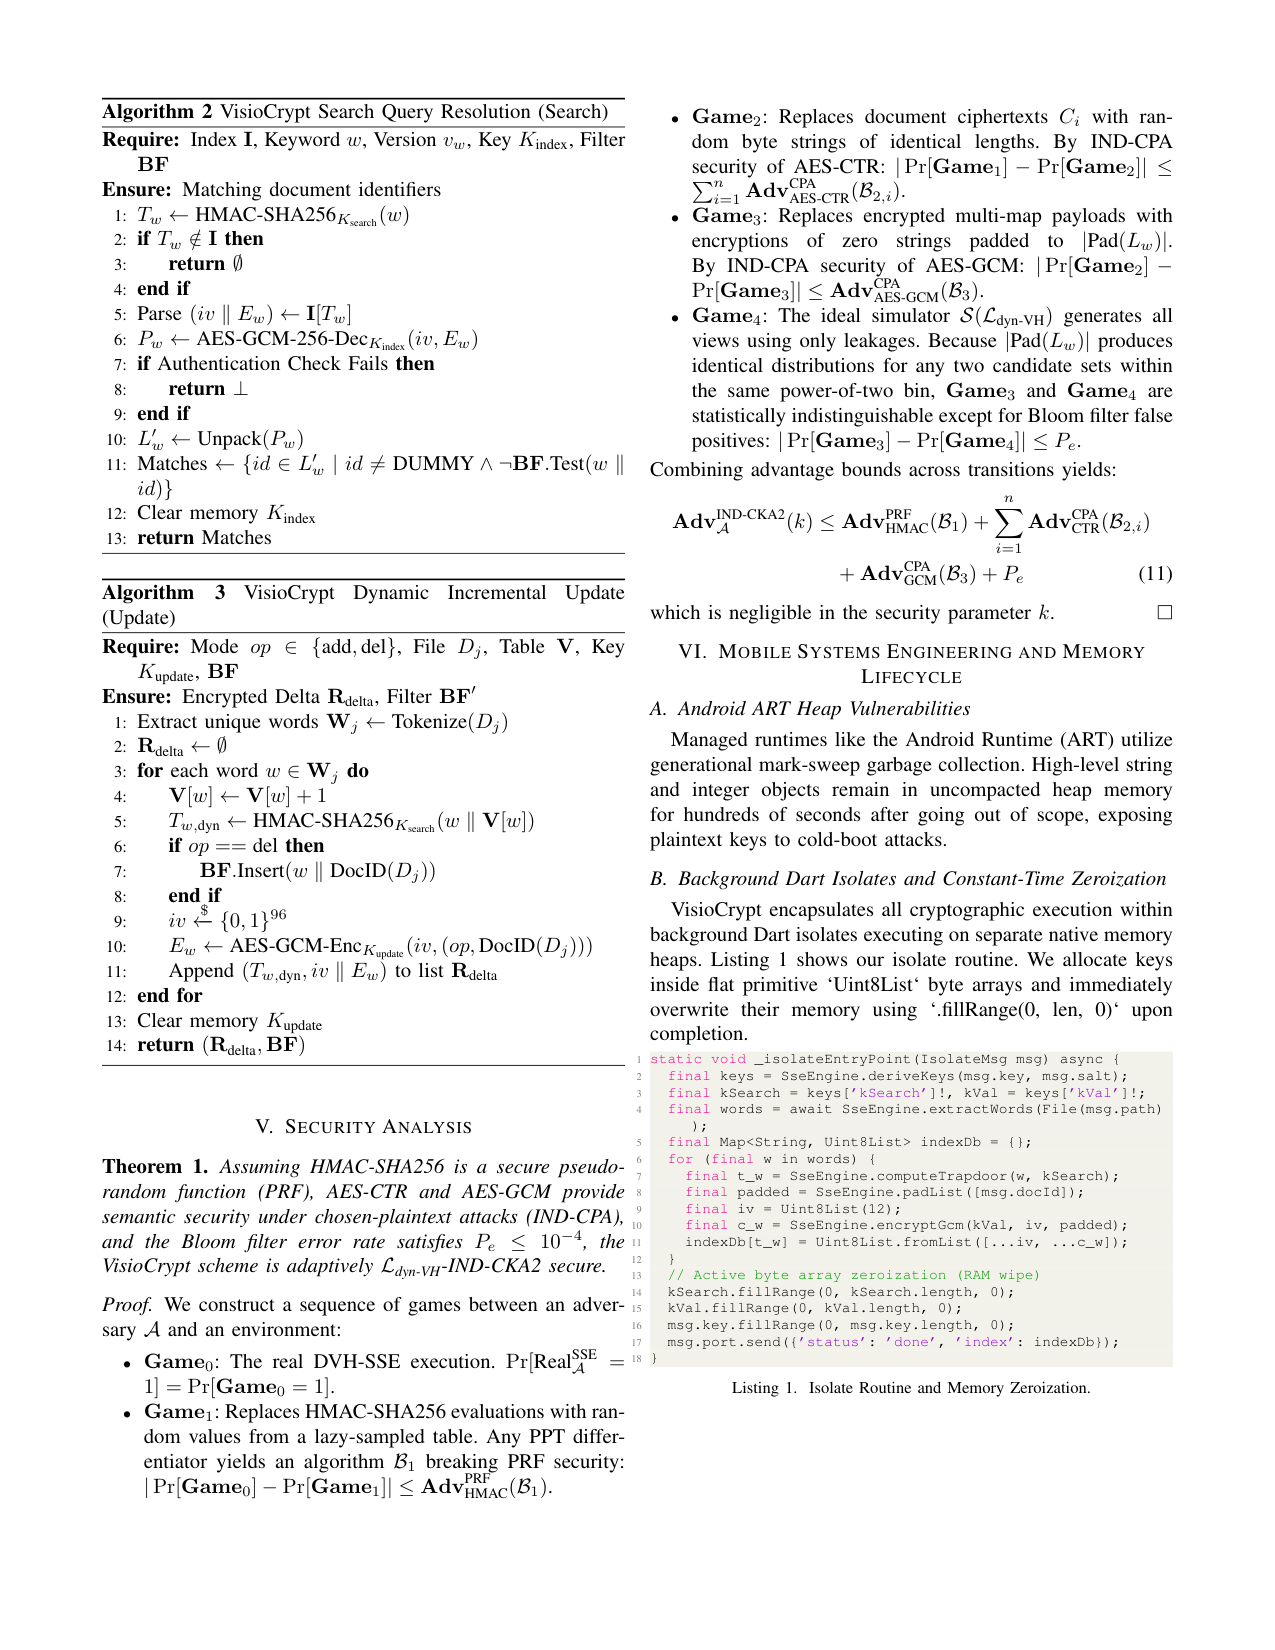 Algorithm 2 VisioCrypt Search Query Resolution (Search)
Require: Index I, Keyword w, Version v_w, Key K_index, Filter
BF
Ensure: Matching document identifiers
1: T_w ← HMAC-SHA256_{K_search}(w)
2: if T_w ∉ I then
3: return ∅
4: end if
5: Parse (iv ∥ E_w) ← I[T_w]
6: P_w ← AES-GCM-256-Dec_{K_index}(iv, E_w)
7: if Authentication Check Fails then
8: return ⊥
9: end if
10: L′_w ← Unpack(P_w)
11: Matches ← {id ∈ L′_w | id ≠ DUMMY ∧ ¬BF.Test(w ∥
id)}
12: Clear memory K_index
13: return Matches
Algorithm 3 VisioCrypt Dynamic Incremental Update
(Update)
Require: Mode op ∈ {add, del}, File D_j, Table V, Key
K_update, BF
Ensure: Encrypted Delta R_delta, Filter BF′
1: Extract unique words W_j ← Tokenize(D_j)
2: R_delta ← ∅
3: for each word w ∈ W_j do
4: V[w] ← V[w] + 1
5: T_{w,dyn} ← HMAC-SHA256_{K_search}(w ∥ V[w])
6: if op == del then
7: BF.Insert(w ∥ DocID(D_j))
8: end if
9: iv ←$ {0, 1}^96
10: E_w ← AES-GCM-Enc_{K_update}(iv, (op, DocID(D_j)))
11: Append (T_{w,dyn}, iv ∥ E_w) to list R_delta
12: end for
13: Clear memory K_update
14: return (R_delta, BF)
V. SECURITY ANALYSIS
Theorem 1. Assuming HMAC-SHA256 is a secure pseudo-
random function (PRF), AES-CTR and AES-GCM provide
semantic security under chosen-plaintext attacks (IND-CPA),
and the Bloom filter error rate satisfies P_e ≤ 10^−4, the
VisioCrypt scheme is adaptively L_dyn-VH-IND-CKA2 secure.
Proof. We construct a sequence of games between an adver-
sary A and an environment:
• Game_0: The real DVH-SSE execution. Pr[Real^SSE_A =
1] = Pr[Game_0 = 1].
• Game_1: Replaces HMAC-SHA256 evaluations with ran-
dom values from a lazy-sampled table. Any PPT differ-
entiator yields an algorithm B_1 breaking PRF security:
| Pr[Game_0] − Pr[Game_1]| ≤ Adv^PRF_HMAC(B_1).
• Game_2: Replaces document ciphertexts C_i with ran-
dom byte strings of identical lengths. By IND-CPA
security of AES-CTR: | Pr[Game_1] − Pr[Game_2]| ≤
∑^n_{i=1} Adv^CPA_AES-CTR(B_{2,i}).
• Game_3: Replaces encrypted multi-map payloads with
encryptions of zero strings padded to |Pad(L_w)|.
By IND-CPA security of AES-GCM: | Pr[Game_2] −
Pr[Game_3]| ≤ Adv^CPA_AES-GCM(B_3).
• Game_4: The ideal simulator S(L_dyn-VH) generates all
views using only leakages. Because |Pad(L_w)| produces
identical distributions for any two candidate sets within
the same power-of-two bin, Game_3 and Game_4 are
statistically indistinguishable except for Bloom filter false
positives: | Pr[Game_3] − Pr[Game_4]| ≤ P_e.
Combining advantage bounds across transitions yields:
Adv^IND-CKA2_A(k) ≤ Adv^PRF_HMAC(B_1) + ∑^n_{i=1} Adv^CPA_CTR(B_{2,i})
+ Adv^CPA_GCM(B_3) + P_e (11)
which is negligible in the security parameter k. □
VI. MOBILE SYSTEMS ENGINEERING AND MEMORY
LIFECYCLE
A. Android ART Heap Vulnerabilities
Managed runtimes like the Android Runtime (ART) utilize
generational mark-sweep garbage collection. High-level string
and integer objects remain in uncompacted heap memory
for hundreds of seconds after going out of scope, exposing
plaintext keys to cold-boot attacks.
B. Background Dart Isolates and Constant-Time Zeroization
VisioCrypt encapsulates all cryptographic execution within
background Dart isolates executing on separate native memory
heaps. Listing 1 shows our isolate routine. We allocate keys
inside flat primitive ‘Uint8List‘ byte arrays and immediately
overwrite their memory using ‘.fillRange(0, len, 0)‘ upon
completion.
1 static void _isolateEntryPoint(IsolateMsg msg) async {
2 final keys = SseEngine.deriveKeys(msg.key, msg.salt);
3 final kSearch = keys[’kSearch’]!, kVal = keys[’kVal’]!;
4 final words = await SseEngine.extractWords(File(msg.path)
);
5 final Map<String, Uint8List> indexDb = {};
6 for (final w in words) {
7 final t_w = SseEngine.computeTrapdoor(w, kSearch);
8 final padded = SseEngine.padList([msg.docId]);
9 final iv = Uint8List(12);
10 final c_w = SseEngine.encryptGcm(kVal, iv, padded);
11 indexDb[t_w] = Uint8List.fromList([...iv, ...c_w]);
12 }
13 // Active byte array zeroization (RAM wipe)
14 kSearch.fillRange(0, kSearch.length, 0);
15 kVal.fillRange(0, kVal.length, 0);
16 msg.key.fillRange(0, msg.key.length, 0);
17 msg.port.send({’status’: ’done’, ’index’: indexDb});
18 }
Listing 1. Isolate Routine and Memory Zeroization.